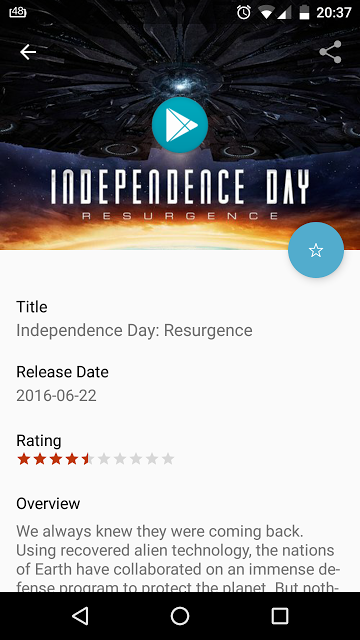 48
20:37
INDEPENDENCE DAY
RESURGENCE
Title
Independence Day: Resurgence
Release Date
2016-06-22
Rating
Overview
We always knew they were coming back.
Using recovered alien technology, the nations
of Earth have collaborated on an immense de-
fense program to protect the planet. But noth-